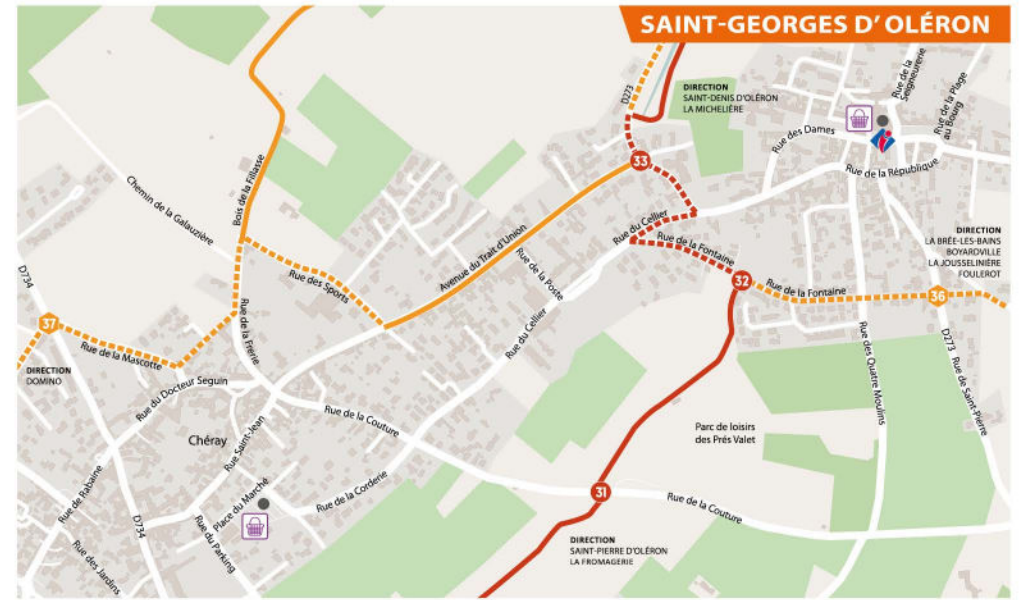 SAINT-GEORGES D'OLÉRON
D273
DIRECTION
SAINT-DENIS D'OLÉRON
LA MICHELIÈRE
Rue de la
Seigneurerie
Rue de la Plage
au Bourg
Rue des Dames
Rue de la République
33
Bois de la Fillasse
Chemin de la Galauzière
Avenue du Trait d'Union
Rue du Cellier
Rue de la Fontaine
DIRECTION
LA BRÉE-LES-BAINS
BOYARDVILLE
LA JOUSSELINIÈRE
FOULEROT
Rue des Sports
Rue de la Poste
32
Rue de la Fontaine
36
D734
37
Rue de la Mascotte
Rue de la Frérie
Rue du Cellier
DIRECTION
DOMINO
Rue du Docteur Seguin
Rue des Quatre Moulins
D273
Rue de Saint-Pierre
Rue de la Couture
Chéray
Rue Saint-Jean
Parc de loisirs
des Prés Valet
Rue de Rabaine
Place du Marché
Rue de la Corderie
31
Rue de la Couture
D734
Rue du Parking
Rue des Jardins
DIRECTION
SAINT-PIERRE D'OLÉRON
LA FROMAGERIE